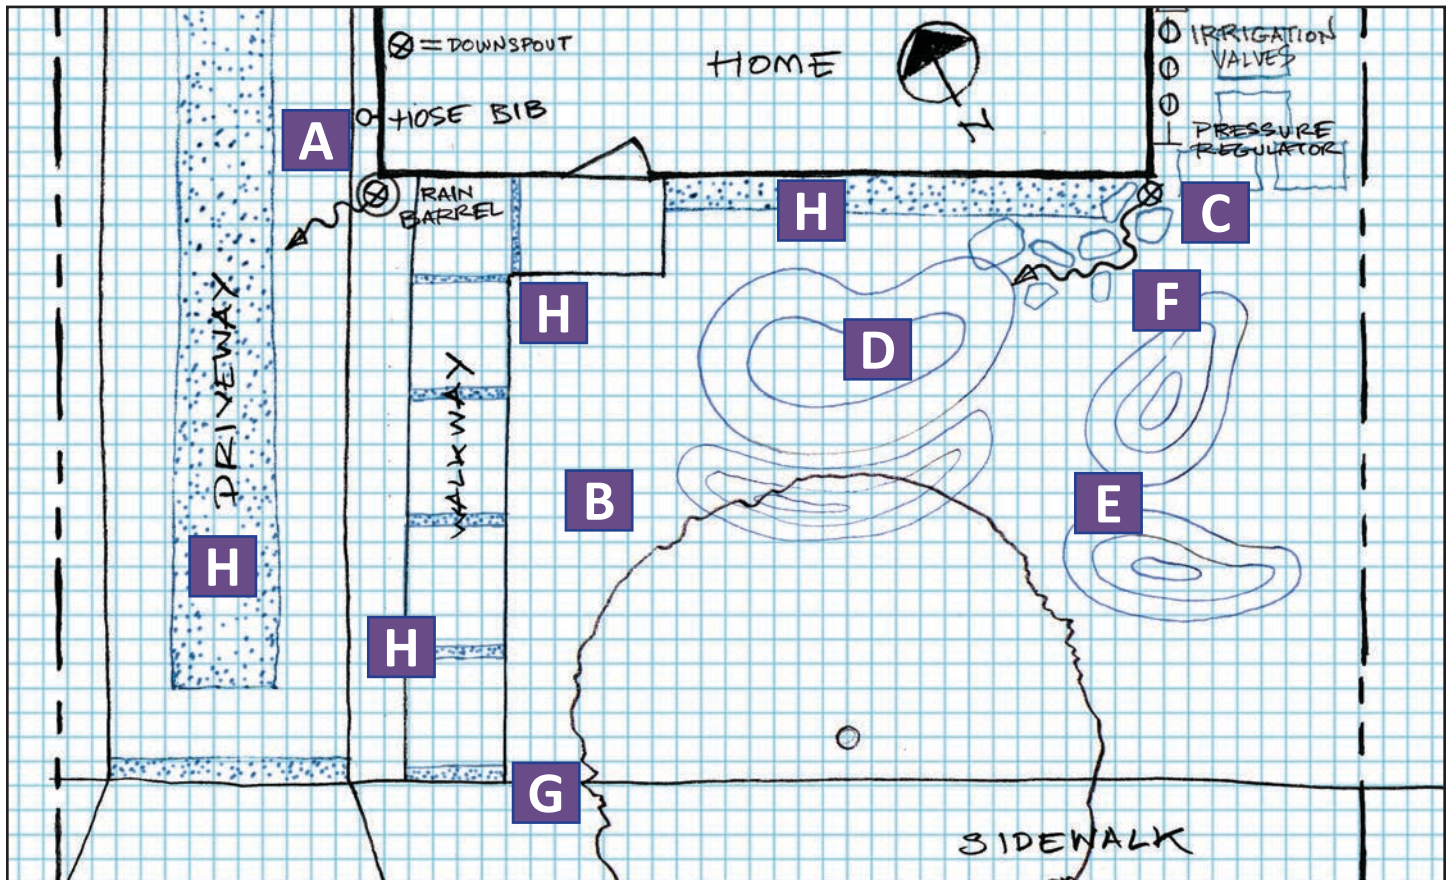 ⊗ = DOWNSPOUT
HOME
N
IRRIGATION
VALVES
A
HOSE BIB
PRESSURE
REGULATOR
RAIN
BARREL
H
C
H
F
D
DRIVEWAY
WALKWAY
B
E
H
H
G
SIDEWALK